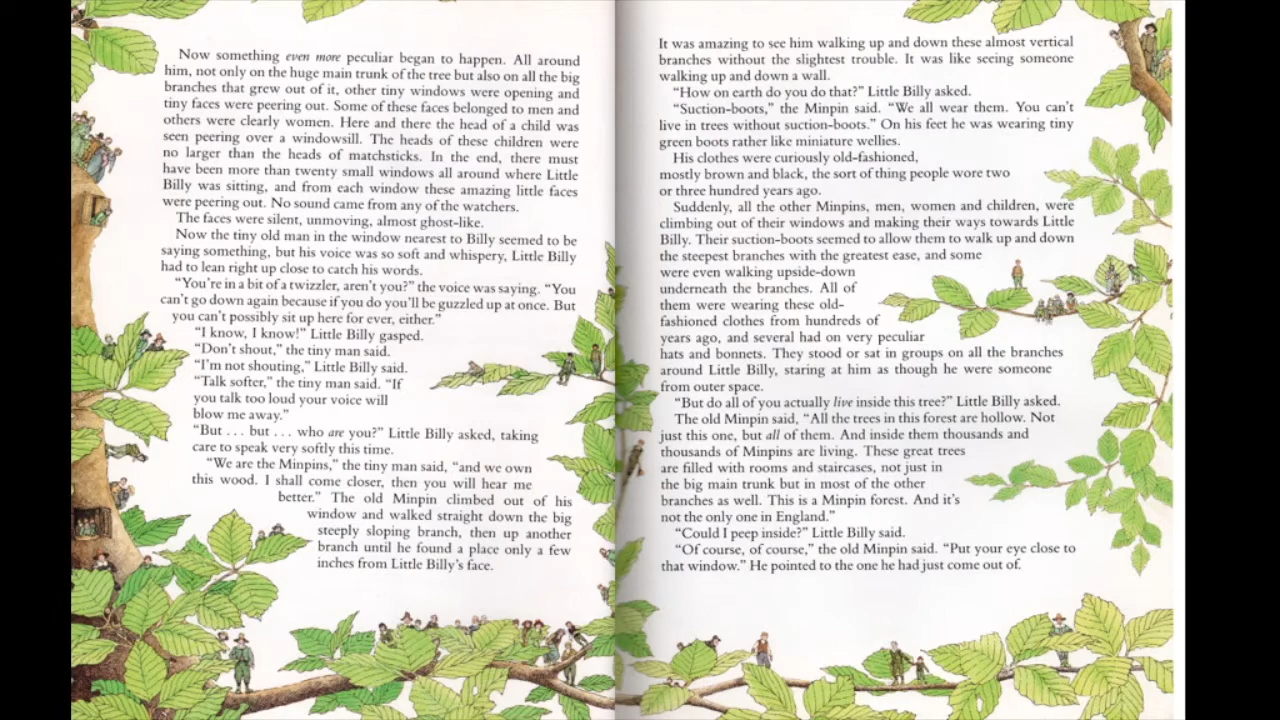 Now something even more peculiar began to happen. All around
him, not only on the huge main trunk of the tree but also on all the big
branches that grew out of it, other tiny windows were opening and
tiny faces were peering out. Some of these faces belonged to men and
others were clearly women. Here and there the head of a child was
seen peering over a windowsill. The heads of these children were
no larger than the heads of matchsticks. In the end, there must
have been more than twenty small windows all around where Little
Billy was sitting, and from each window these amazing little faces
were peering out. No sound came from any of the watchers.
The faces were silent, unmoving, almost ghost-like.
Now the tiny old man in the window nearest to Billy seemed to be
saying something, but his voice was so soft and whispery, Little Billy
had to lean right up close to catch his words.
“You're in a bit of a twizzler, aren't you?” the voice was saying. “You
can't go down again because if you do you'll be guzzled up at once. But
you can't possibly sit up here for ever, either.”
“I know, I know!” Little Billy gasped.
“Don't shout,” the tiny man said.
“I'm not shouting,” Little Billy said.
“Talk softer,” the tiny man said. “If
you talk too loud your voice will
blow me away.”
“But . . . but . . . who are you?” Little Billy asked, taking
care to speak very softly this time.
“We are the Minpins,” the tiny man said, “and we own
this wood. I shall come closer, then you will hear me
better.” The old Minpin climbed out of his
window and walked straight down the big
steeply sloping branch, then up another
branch until he found a place only a few
inches from Little Billy's face.
It was amazing to see him walking up and down these almost vertical
branches without the slightest trouble. It was like seeing someone
walking up and down a wall.
“How on earth do you do that?” Little Billy asked.
“Suction-boots,” the Minpin said. “We all wear them. You can't
live in trees without suction-boots.” On his feet he was wearing tiny
green boots rather like miniature wellies.
His clothes were curiously old-fashioned,
mostly brown and black, the sort of thing people wore two
or three hundred years ago.
Suddenly, all the other Minpins, men, women and children, were
climbing out of their windows and making their ways towards Little
Billy. Their suction-boots seemed to allow them to walk up and down
the steepest branches with the greatest ease, and some
were even walking upside-down
underneath the branches. All of
them were wearing these old-
fashioned clothes from hundreds of
years ago, and several had on very peculiar
hats and bonnets. They stood or sat in groups on all the branches
around Little Billy, staring at him as though he were someone
from outer space.
“But do all of you actually live inside this tree?” Little Billy asked.
The old Minpin said, “All the trees in this forest are hollow. Not
just this one, but all of them. And inside them thousands and
thousands of Minpins are living. These great trees
are filled with rooms and staircases, not just in
the big main trunk but in most of the other
branches as well. This is a Minpin forest. And it's
not the only one in England.”
“Could I peep inside?” Little Billy said.
“Of course, of course,” the old Minpin said. “Put your eye close to
that window.” He pointed to the one he had just come out of.